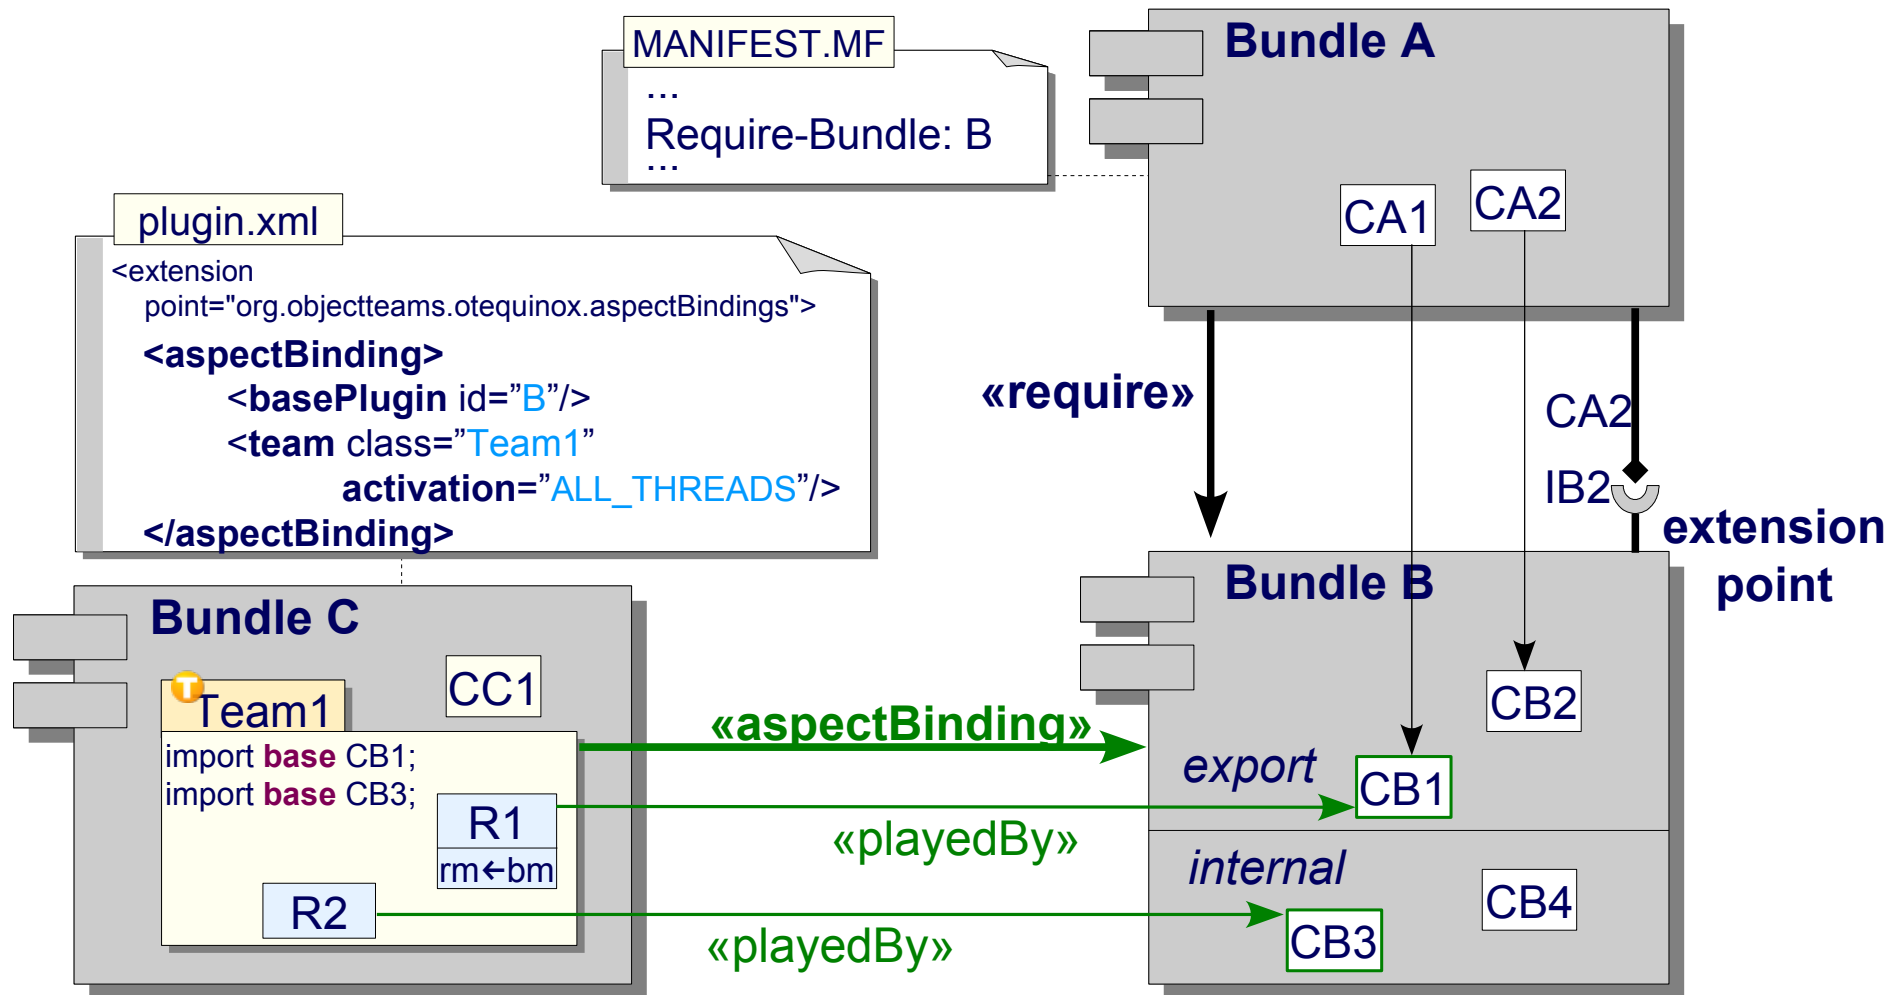 MANIFEST.MF
...
Require-Bundle: B
...
Bundle A
CA1
CA2
plugin.xml
<extension
point="org.objectteams.otequinox.aspectBindings">
<aspectBinding>
<basePlugin id=”B”/>
<team class=”Team1”
activation=”ALL_THREADS”/>
</aspectBinding>
«require»
CA2
IB2
extension
point
Bundle B
CB2
export
CB1
internal
CB4
CB3
Bundle C
CC1
T
Team1
import base CB1;
import base CB3;
R1
rm←bm
R2
«aspectBinding»
«playedBy»
«playedBy»